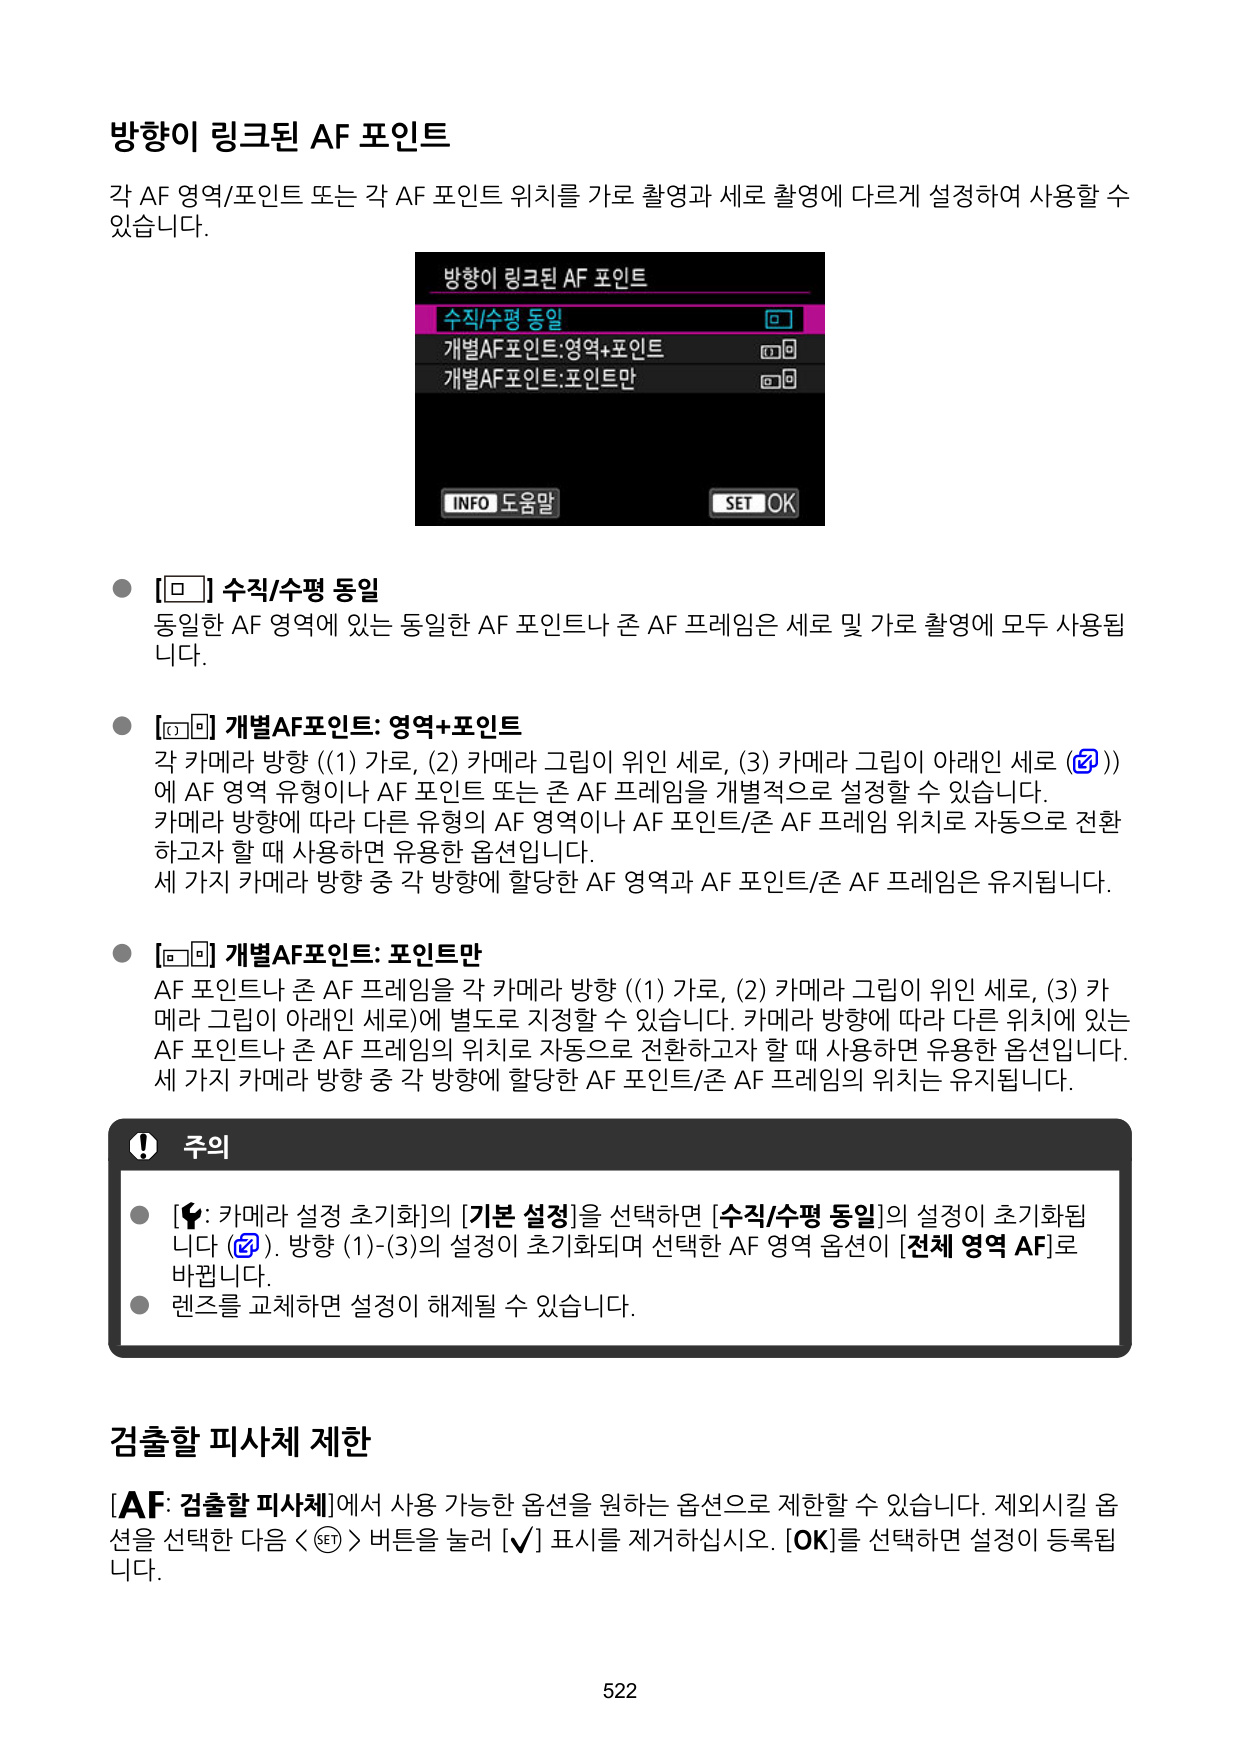 방향이 링크된 AF 포인트
각 AF 영역/포인트 또는 각 AF 포인트 위치를 가로 촬영과 세로 촬영에 다르게 설정하여 사용할 수
있습니다.
방향이 링크된 AF 포인트
수직/수평 동일
개별AF포인트:영역+포인트
개별AF포인트:포인트만
INFO 도움말 SET OK
● [] 수직/수평 동일
동일한 AF 영역에 있는 동일한 AF 포인트나 존 AF 프레임은 세로 및 가로 촬영에 모두 사용됩
니다.
● [] 개별AF포인트: 영역+포인트
각 카메라 방향 ((1) 가로, (2) 카메라 그립이 위인 세로, (3) 카메라 그립이 아래인 세로 ())
에 AF 영역 유형이나 AF 포인트 또는 존 AF 프레임을 개별적으로 설정할 수 있습니다.
카메라 방향에 따라 다른 유형의 AF 영역이나 AF 포인트/존 AF 프레임 위치로 자동으로 전환
하고자 할 때 사용하면 유용한 옵션입니다.
세 가지 카메라 방향 중 각 방향에 할당한 AF 영역과 AF 포인트/존 AF 프레임은 유지됩니다.
● [] 개별AF포인트: 포인트만
AF 포인트나 존 AF 프레임을 각 카메라 방향 ((1) 가로, (2) 카메라 그립이 위인 세로, (3) 카
메라 그립이 아래인 세로)에 별도로 지정할 수 있습니다. 카메라 방향에 따라 다른 위치에 있는
AF 포인트나 존 AF 프레임의 위치로 자동으로 전환하고자 할 때 사용하면 유용한 옵션입니다.
세 가지 카메라 방향 중 각 방향에 할당한 AF 포인트/존 AF 프레임의 위치는 유지됩니다.
주의
● [: 카메라 설정 초기화]의 [기본 설정]을 선택하면 [수직/수평 동일]의 설정이 초기화됩
니다 (). 방향 (1)-(3)의 설정이 초기화되며 선택한 AF 영역 옵션이 [전체 영역 AF]로
바뀝니다.
● 렌즈를 교체하면 설정이 해제될 수 있습니다.
검출할 피사체 제한
[AF: 검출할 피사체]에서 사용 가능한 옵션을 원하는 옵션으로 제한할 수 있습니다. 제외시킬 옵
션을 선택한 다음 < SET > 버튼을 눌러 [✓] 표시를 제거하십시오. [OK]를 선택하면 설정이 등록됩
니다.
522